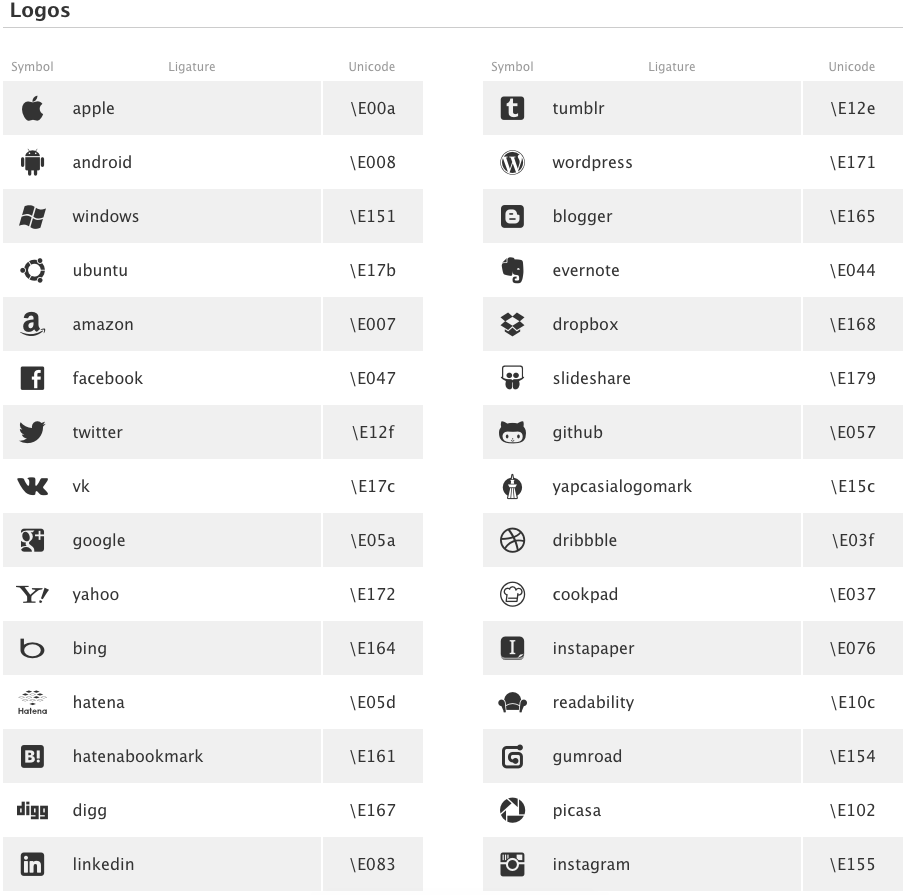 Logos
Symbol Ligature Unicode
apple \E00a
android \E008
windows \E151
ubuntu \E17b
amazon \E007
facebook \E047
twitter \E12f
vk \E17c
google \E05a
yahoo \E172
bing \E164
Hatena hatena \E05d
B! hatenabookmark \E161
digg digg \E167
in linkedin \E083
Symbol Ligature Unicode
tumblr \E12e
wordpress \E171
blogger \E165
evernote \E044
dropbox \E168
slideshare \E179
github \E057
yapcasialogomark \E15c
dribbble \E03f
cookpad \E037
instapaper \E076
readability \E10c
gumroad \E154
picasa \E102
instagram \E155